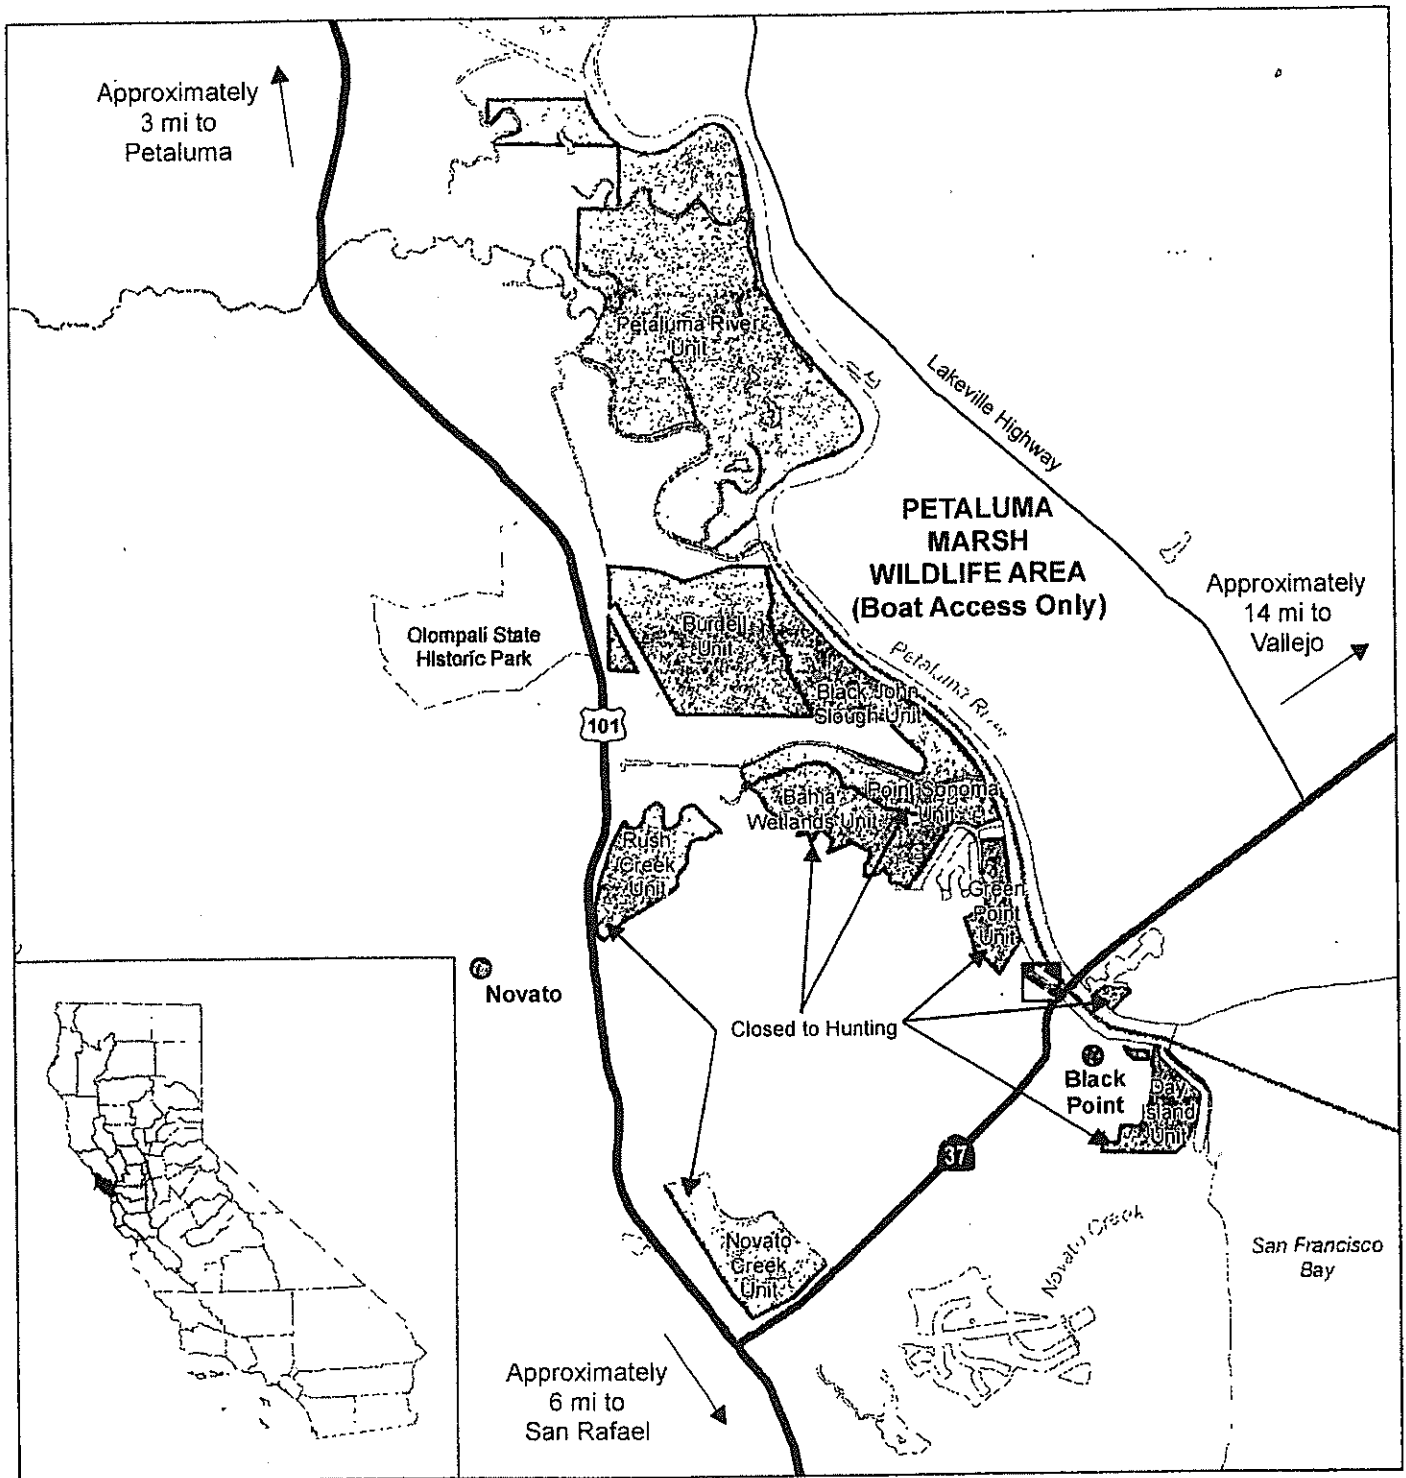 Approximately
3 mi to
Petaluma
Petaluma River
Unit
Lakeville Highway
PETALUMA
MARSH
WILDLIFE AREA
(Boat Access Only)
Approximately
14 mi to
Vallejo
Olompali State
Historic Park
Burdell
Unit
Petaluma River
Black John
Slough Unit
101
Bahia
Wetlands Unit
Point Sonoma
Unit
Rush
Creek
Unit
Green
Point
Unit
Novato
Closed to Hunting
Black
Point
Day
Island
Unit
37
Novato
Creek
Unit
Novato Creek
San Francisco
Bay
Approximately
6 mi to
San Rafael